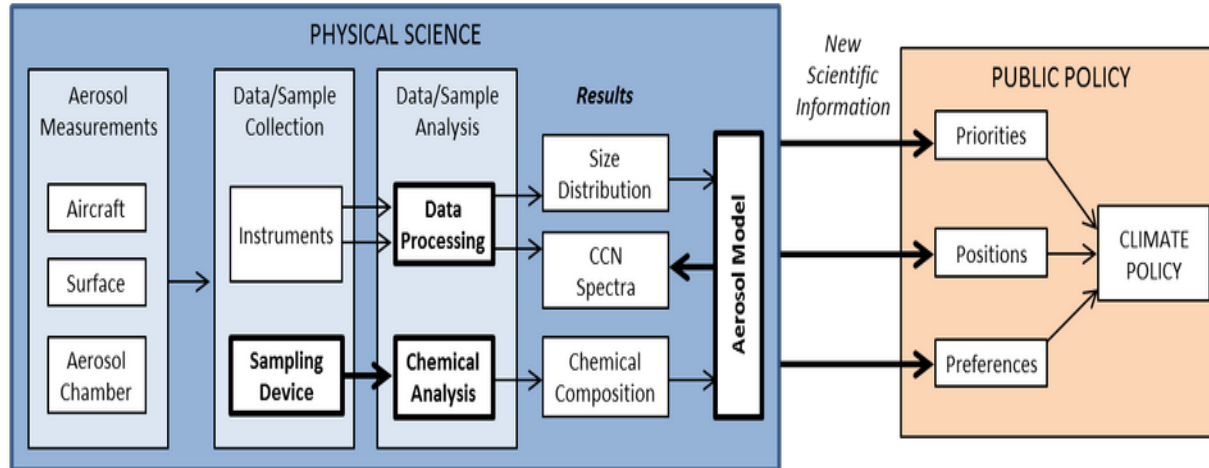 PHYSICAL SCIENCE
Aerosol
Measurements
Aircraft
Surface
Aerosol
Chamber
Data/Sample
Collection
Instruments
Sampling
Device
Data/Sample
Analysis
Data
Processing
Chemical
Analysis
Results
Size
Distribution
CCN
Spectra
Chemical
Composition
Aerosol Model
New
Scientific
Information
PUBLIC POLICY
Priorities
Positions
Preferences
CLIMATE
POLICY